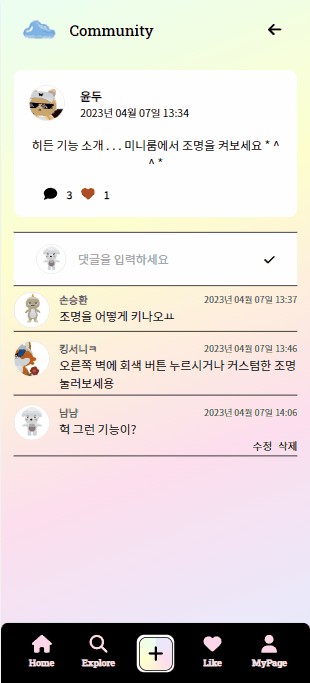 Community
윤두
2023년 04월 07일 13:34
히든 기능 소개 . . . 미니룸에서 조명을 켜보세요 * ^
^ *
3 1
댓글을 입력하세요
손승환
2023년 04월 07일 13:37
조명을 어떻게 키나오ㅛ
킹서니ㅋ
2023년 04월 07일 13:46
오른쪽 벽에 회색 버튼 누르시거나 커스텀한 조명
눌러보세용
냠냠
2023년 04월 07일 14:06
헉 그런 기능이?
수정 삭제
Home Explore Like MyPage